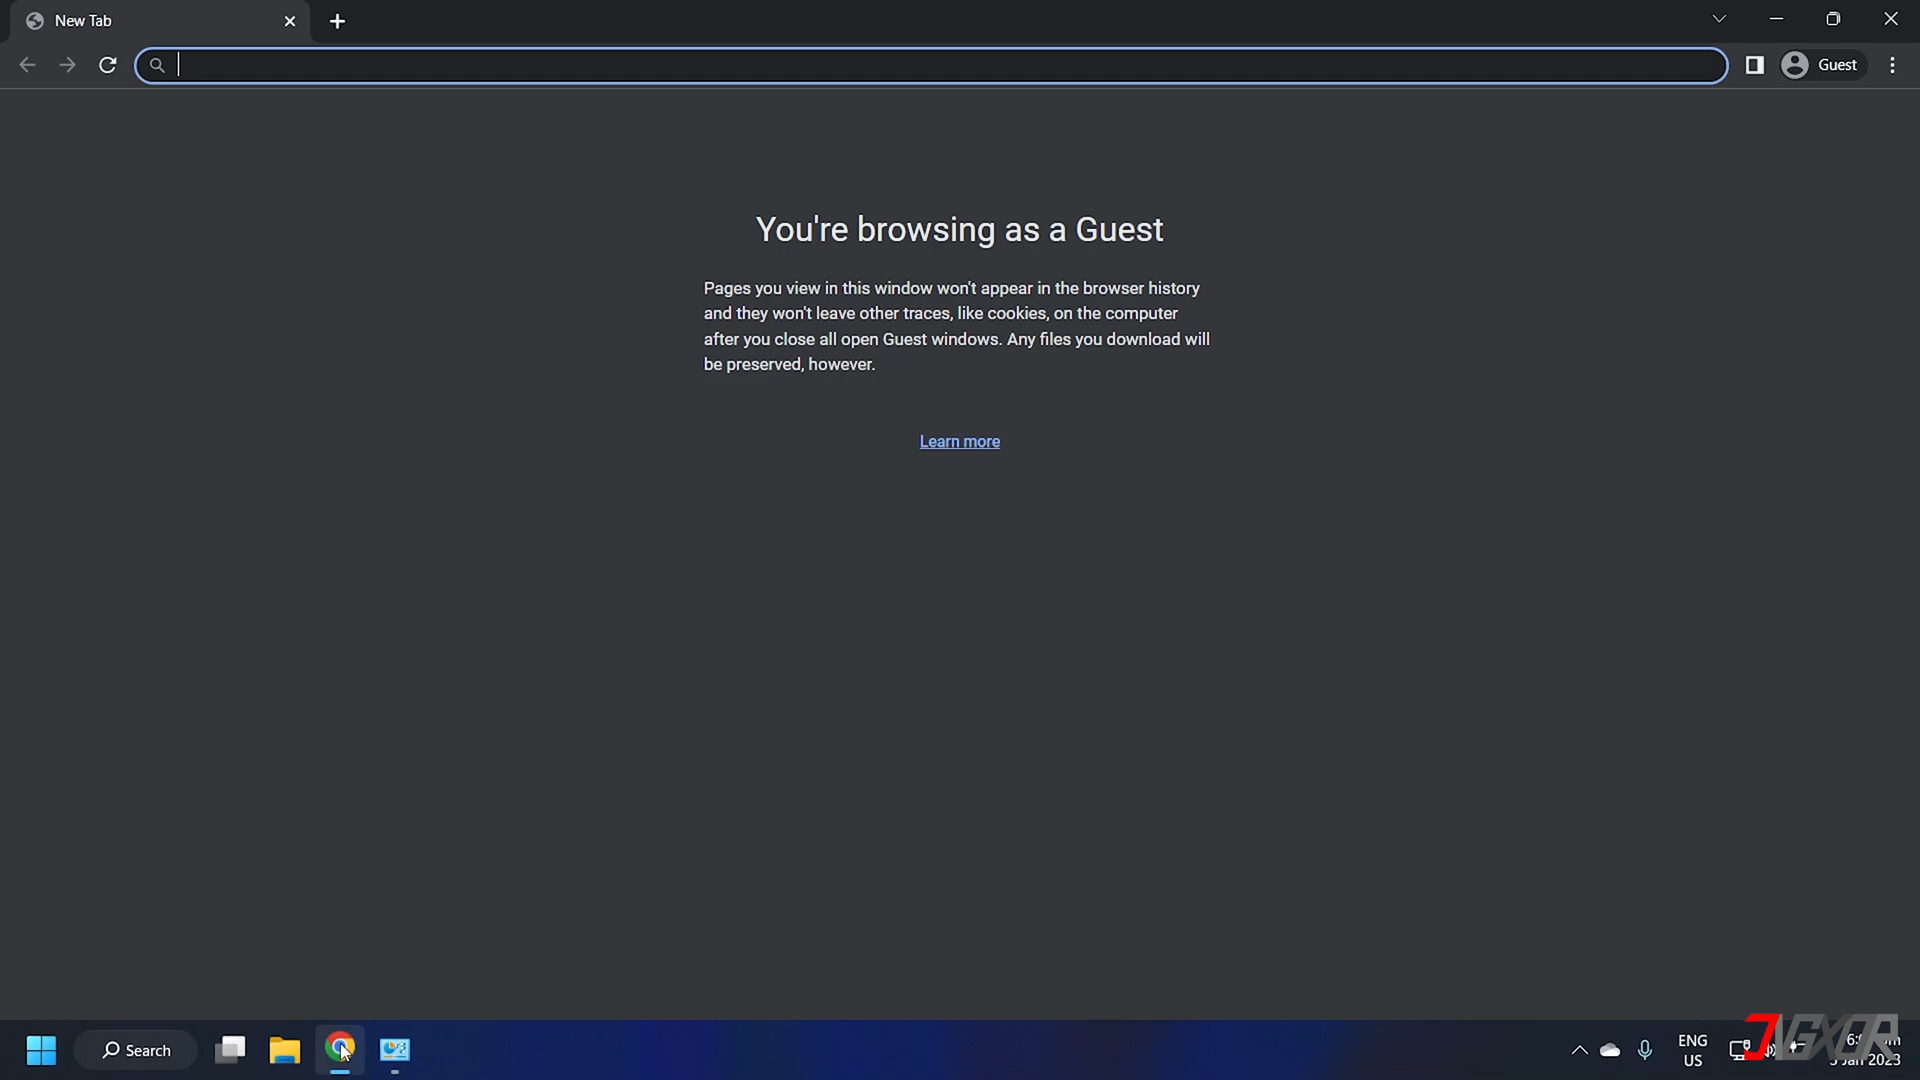 New Tab
Guest
You're browsing as a Guest
Pages you view in this window won't appear in the browser history
and they won't leave other traces, like cookies, on the computer
after you close all open Guest windows. Any files you download will
be preserved, however.
Learn more
Search
ENG
US
JIGXOR
2023